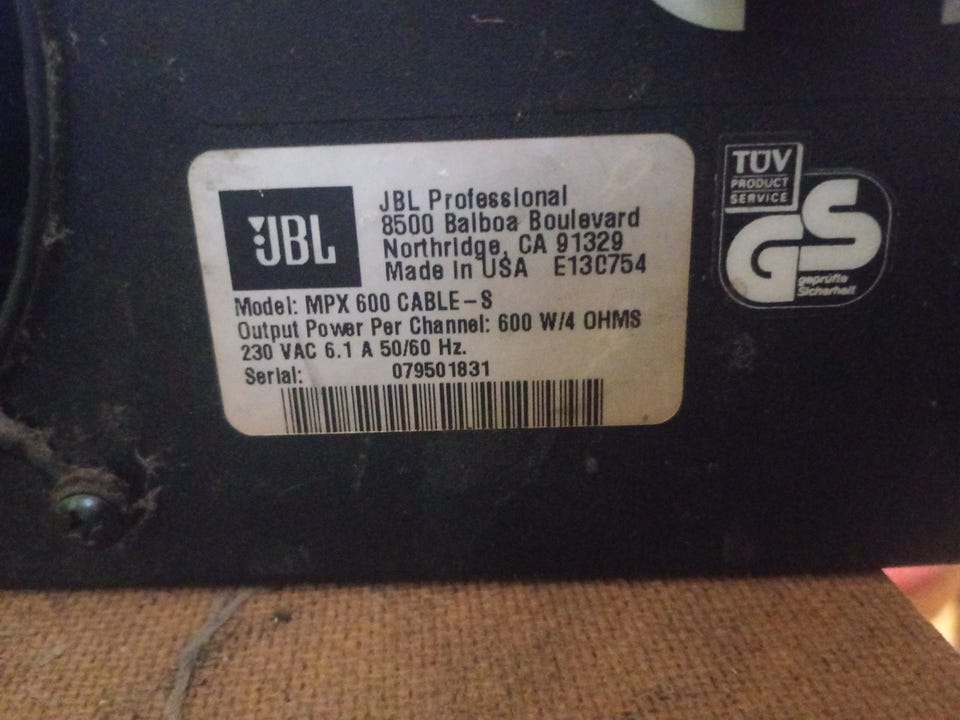 JBL
JBL Professional
8500 Balboa Boulevard
Northridge, CA 91329
Made in USA E13C754
Model: MPX 600 CABLE-S
Output Power Per Channel: 600 W/4 OHMS
230 VAC 6.1 A 50/60 Hz.
Serial: 079501831
TÜV
PRODUCT
SERVICE
GS
geprüfte
Sicherheit